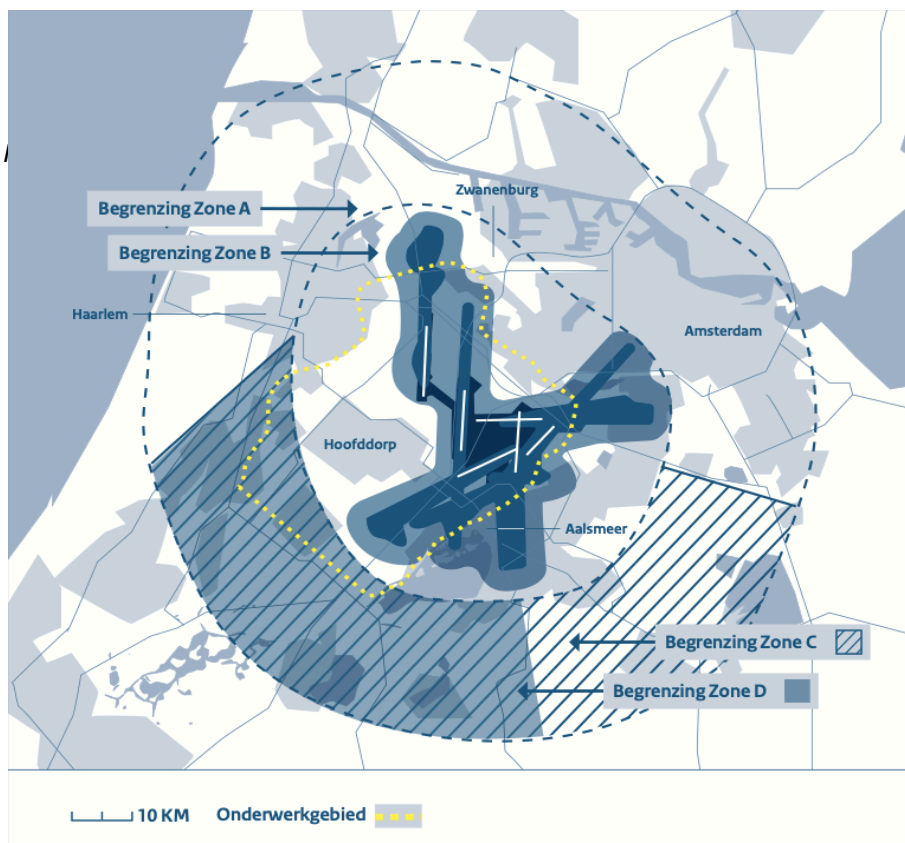 Zwanenburg
Begrenzing Zone A
Begrenzing Zone B
Haarlem
Amsterdam
Hoofddorp
Aalsmeer
Begrenzing Zone C
Begrenzing Zone D
10 KM
Onderwerkgebied